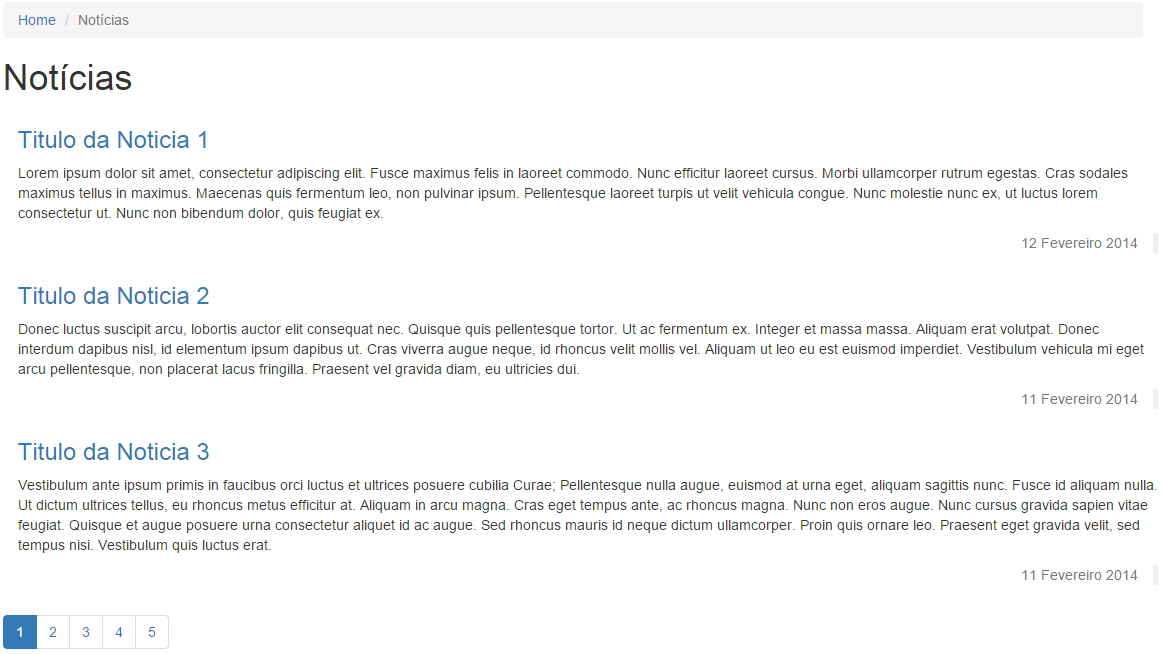 Home / Notícias
Notícias
Titulo da Noticia 1
Lorem ipsum dolor sit amet, consectetur adipiscing elit. Fusce maximus felis in laoreet commodo. Nunc efficitur laoreet cursus. Morbi ullamcorper rutrum egestas. Cras sodales
maximus tellus in maximus. Maecenas quis fermentum leo, non pulvinar ipsum. Pellentesque laoreet turpis ut velit vehicula congue. Nunc molestie nunc ex, ut luctus lorem
consectetur ut. Nunc non bibendum dolor, quis feugiat ex.
12 Fevereiro 2014
Titulo da Noticia 2
Donec luctus suscipit arcu, lobortis auctor elit consequat nec. Quisque quis pellentesque tortor. Ut ac fermentum ex. Integer et massa massa. Aliquam erat volutpat. Donec
interdum dapibus nisl, id elementum ipsum dapibus ut. Cras viverra augue neque, id rhoncus velit mollis vel. Aliquam ut leo eu est euismod imperdiet. Vestibulum vehicula mi eget
arcu pellentesque, non placerat lacus fringilla. Praesent vel gravida diam, eu ultricies dui.
11 Fevereiro 2014
Titulo da Noticia 3
Vestibulum ante ipsum primis in faucibus orci luctus et ultrices posuere cubilia Curae; Pellentesque nulla augue, euismod at urna eget, aliquam sagittis nunc. Fusce id aliquam nulla.
Ut dictum ultrices tellus, eu rhoncus metus efficitur at. Aliquam in arcu magna. Cras eget tempus ante, ac rhoncus magna. Nunc non eros augue. Nunc cursus gravida sapien vitae
feugiat. Quisque et augue posuere urna consectetur aliquet id ac augue. Sed rhoncus mauris id neque dictum ullamcorper. Proin quis ornare leo. Praesent eget gravida velit, sed
tempus nisi. Vestibulum quis luctus erat.
11 Fevereiro 2014
1 2 3 4 5